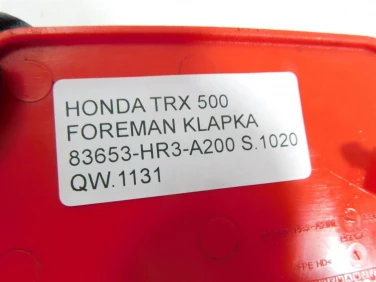 HONDA TRX 500
FOREMAN KLAPKA
83653-HR3-A200 S.1020
QW.1131